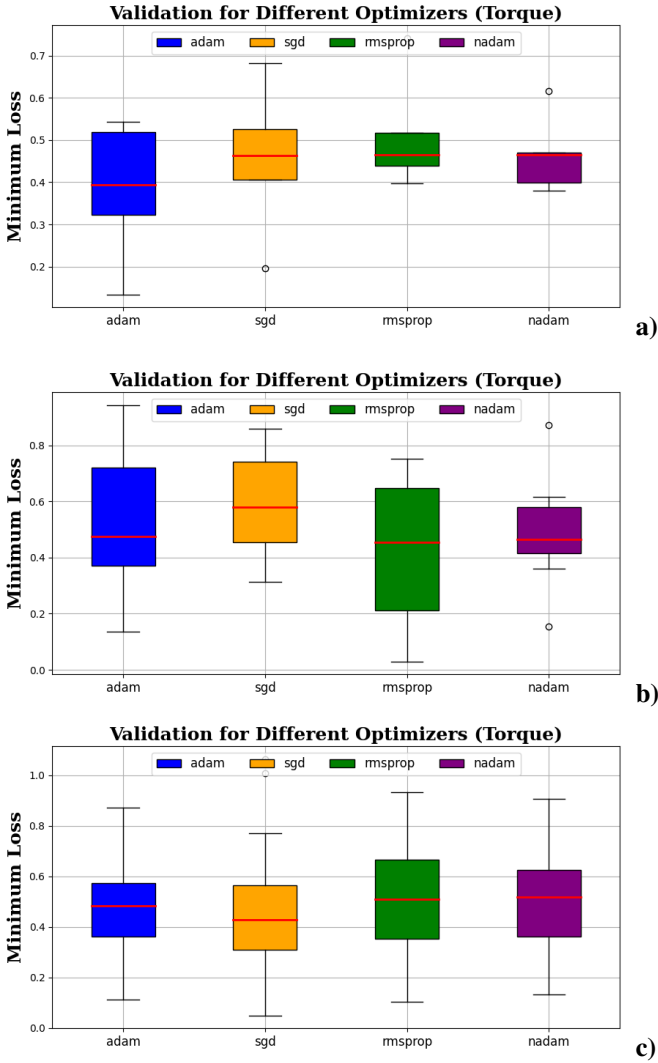 Validation for Different Optimizers (Torque)
adam sgd rmsprop nadam
Minimum Loss
0.7
0.6
0.5
0.4
0.3
0.2
adam sgd rmsprop nadam
a)
Validation for Different Optimizers (Torque)
adam sgd rmsprop nadam
Minimum Loss
0.8
0.6
0.4
0.2
0.0
adam sgd rmsprop nadam
b)
Validation for Different Optimizers (Torque)
adam sgd rmsprop nadam
Minimum Loss
1.0
0.8
0.6
0.4
0.2
0.0
adam sgd rmsprop nadam
c)